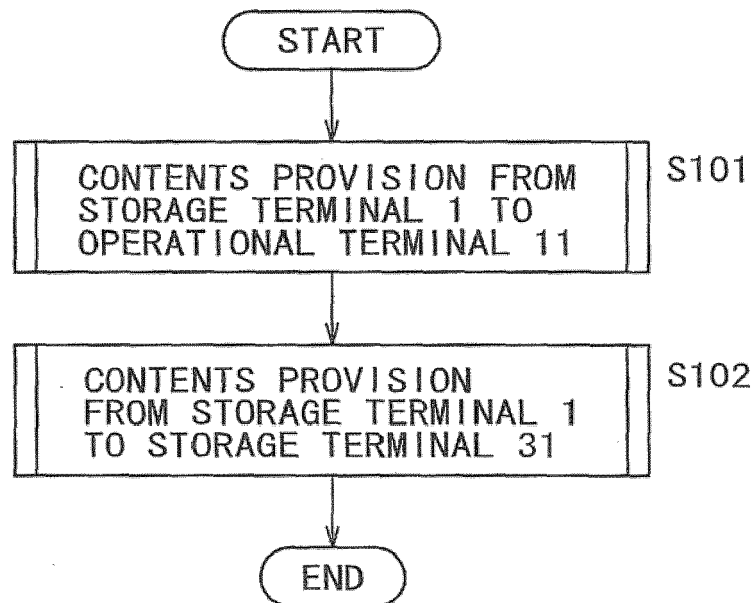 START
CONTENTS PROVISION FROM
STORAGE TERMINAL 1 TO
OPERATIONAL TERMINAL 11
S101
CONTENTS PROVISION
FROM STORAGE TERMINAL 1
TO STORAGE TERMINAL 31
S102
END